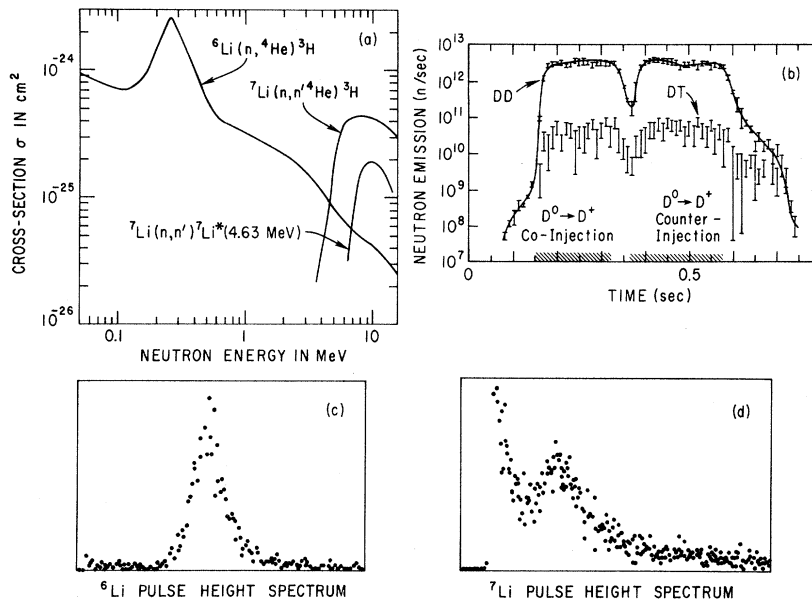 (a)
⁶Li(n,⁴He)³H
⁷Li(n,n'⁴He)³H
⁷Li(n,n')⁷Li*(4.63 MeV)
CROSS-SECTION σ IN cm²
10⁻²⁴
10⁻²⁵
10⁻²⁶
0.1
1
10
NEUTRON ENERGY IN MeV
(b)
NEUTRON EMISSION (n/sec)
10¹³
10¹²
10¹¹
10¹⁰
10⁹
10⁸
10⁷
DD
DT
D⁰→D⁺
Co-Injection
D⁰→D⁺
Counter-
Injection
0
0.5
TIME (sec)
(c)
⁶Li PULSE HEIGHT SPECTRUM
(d)
⁷Li PULSE HEIGHT SPECTRUM